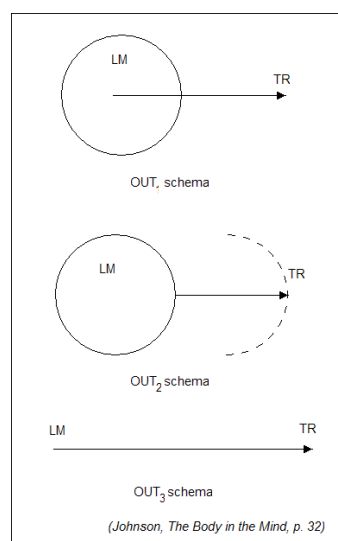 LM
TR
OUT, schema
LM
TR
OUT2 schema
LM
TR
OUT3 schema
(Johnson, The Body in the Mind, p. 32)